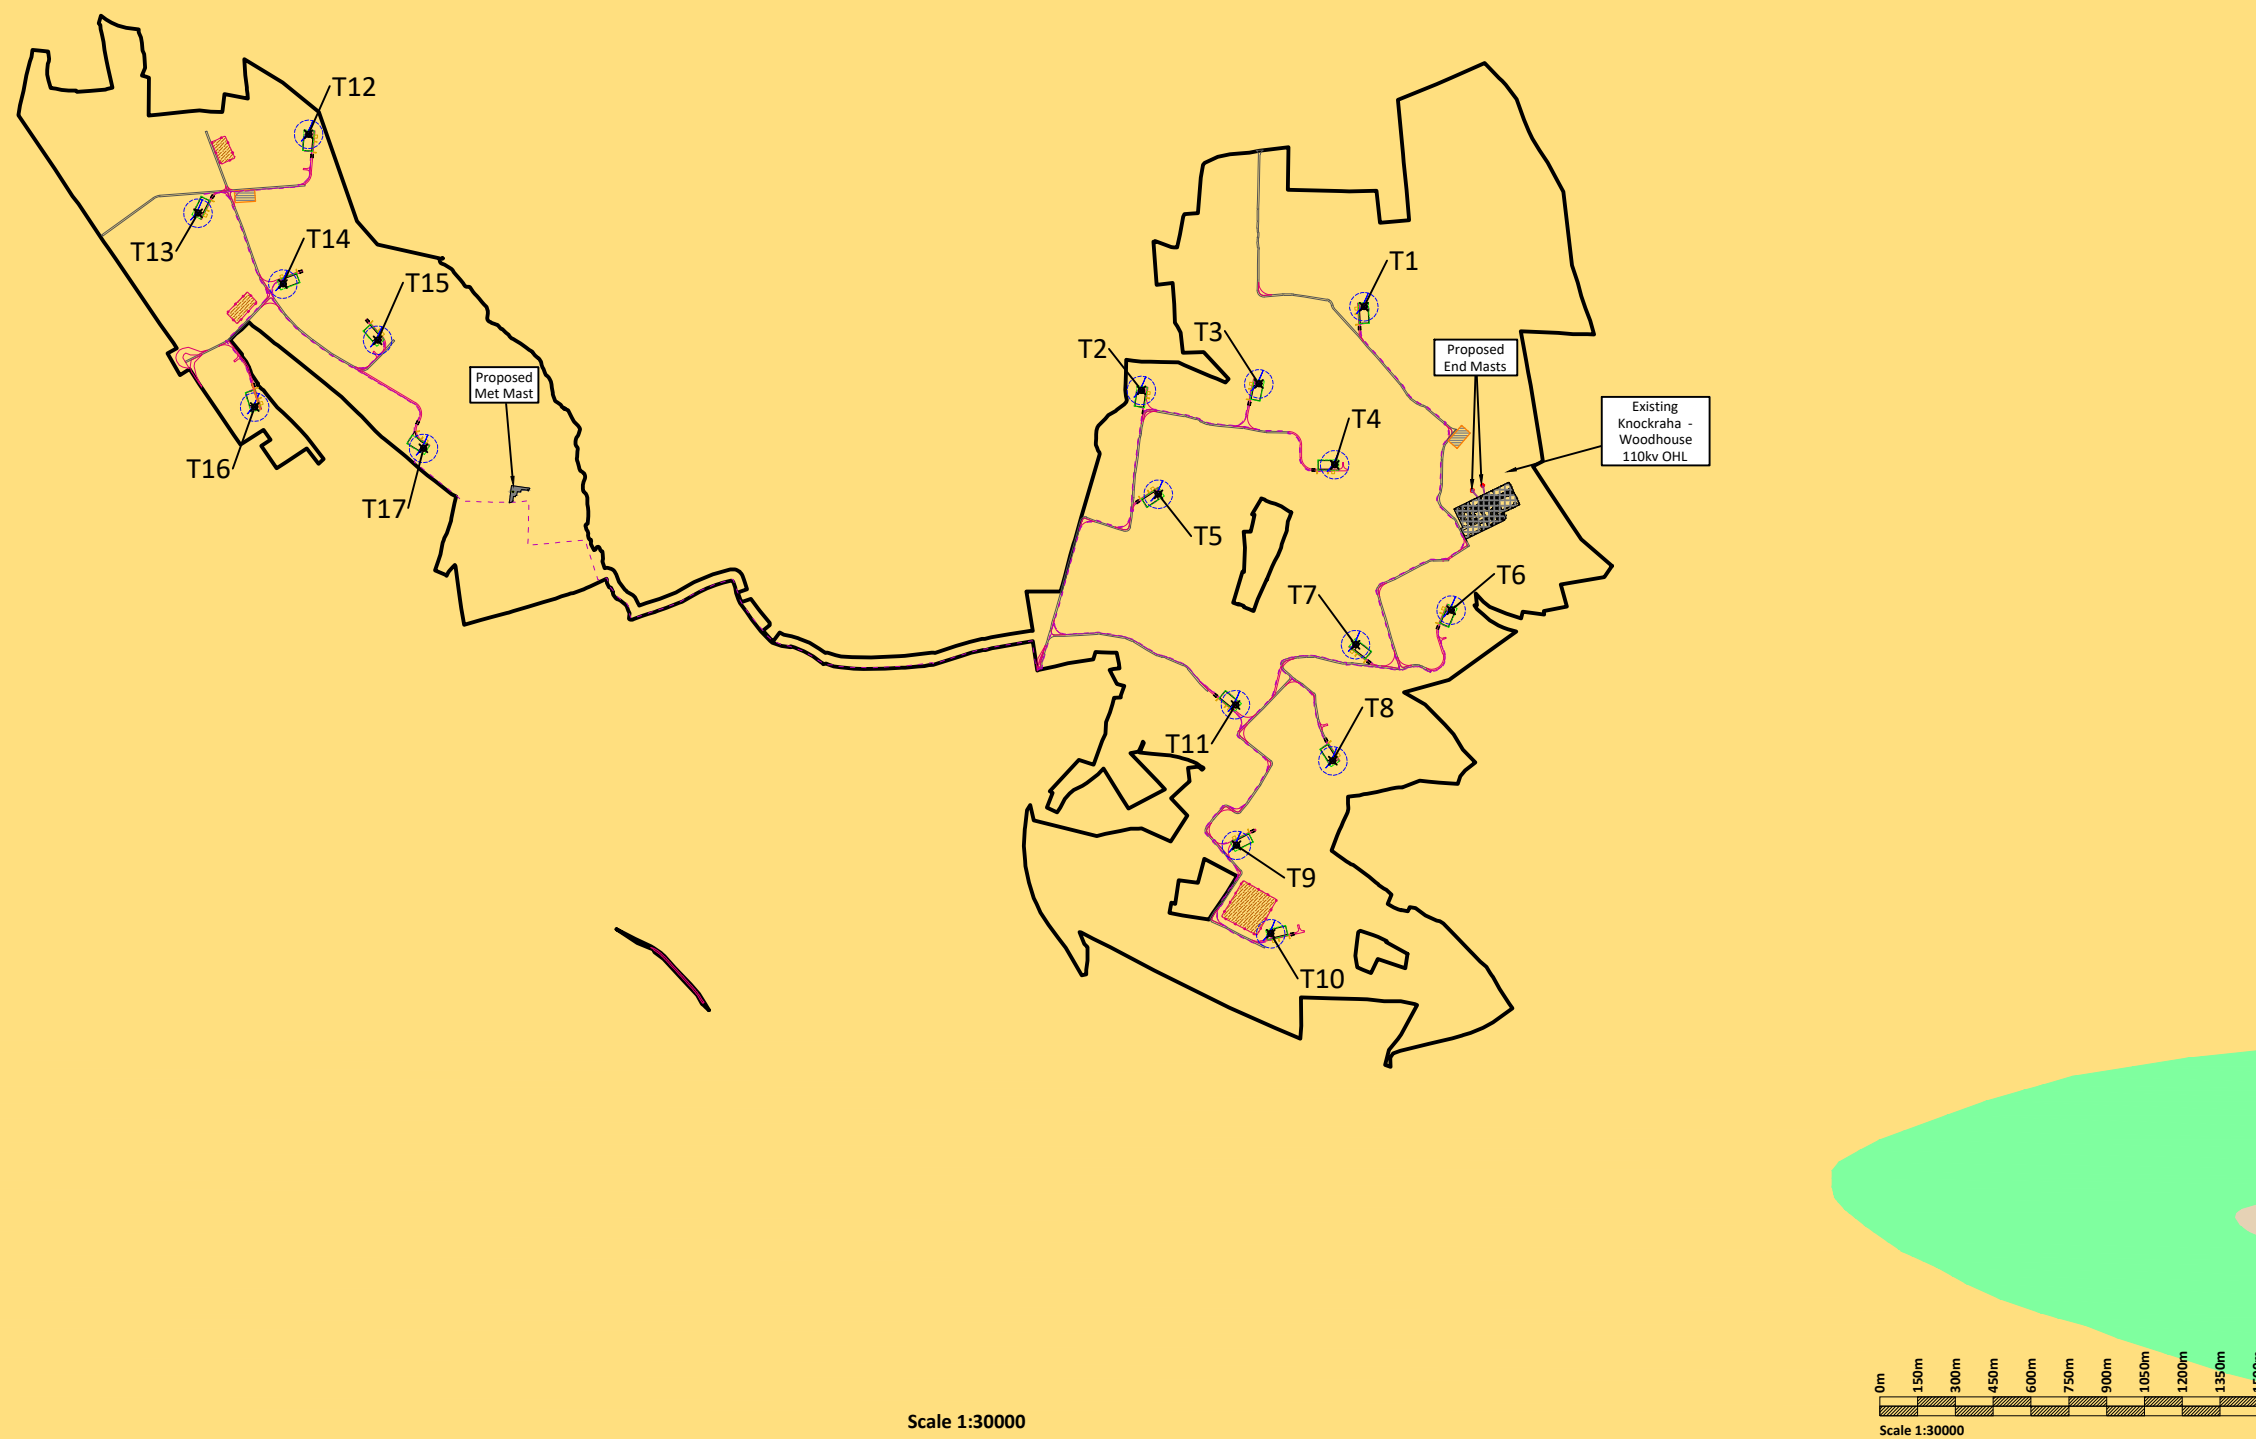 T12
T13
T14
T15
T16
T17
Proposed
Met Mast
T1
T2
T3
T4
T5
T6
T7
T8
T9
T10
T11
Proposed
End Masts
Existing
Knockraha -
Woodhouse
110kv OHL
0m
150m
300m
450m
600m
750m
900m
1050m
1200m
1350m
Scale 1:30000
Scale 1:30000